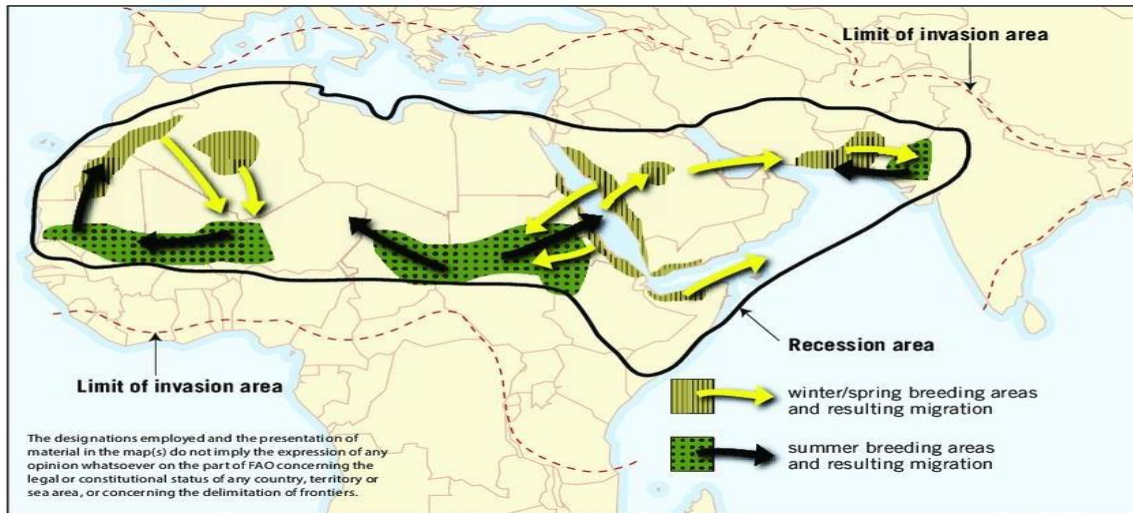 Limit of invasion area
Recession area
Limit of invasion area
winter/spring breeding areas
and resulting migration
summer breeding areas
and resulting migration
The designations employed and the presentation of
material in the map(s) do not imply the expression of any
opinion whatsoever on the part of FAO concerning the
legal or constitutional status of any country, territory or
sea area, or concerning the delimitation of frontiers.